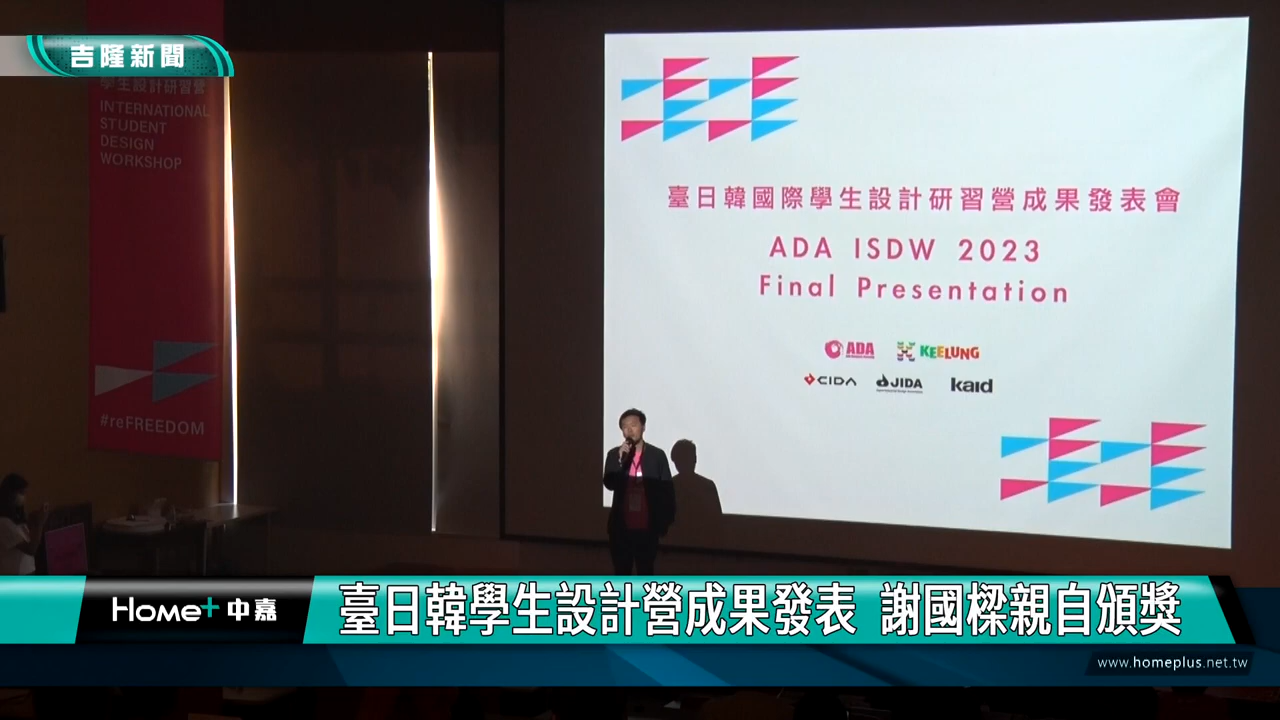 吉隆新聞
學生設計研習營
INTERNATIONAL
STUDENT
DESIGN
WORKSHOP
#reFREEDOM
臺日韓國際學生設計研習營成果發表會
ADA ISDW 2023
Final Presentation
ADA
KEELUNG
CIDA
JIDA
kaid
Home+ 中嘉
臺日韓學生設計營成果發表 謝國樑親自頒獎
www.homeplus.net.tw